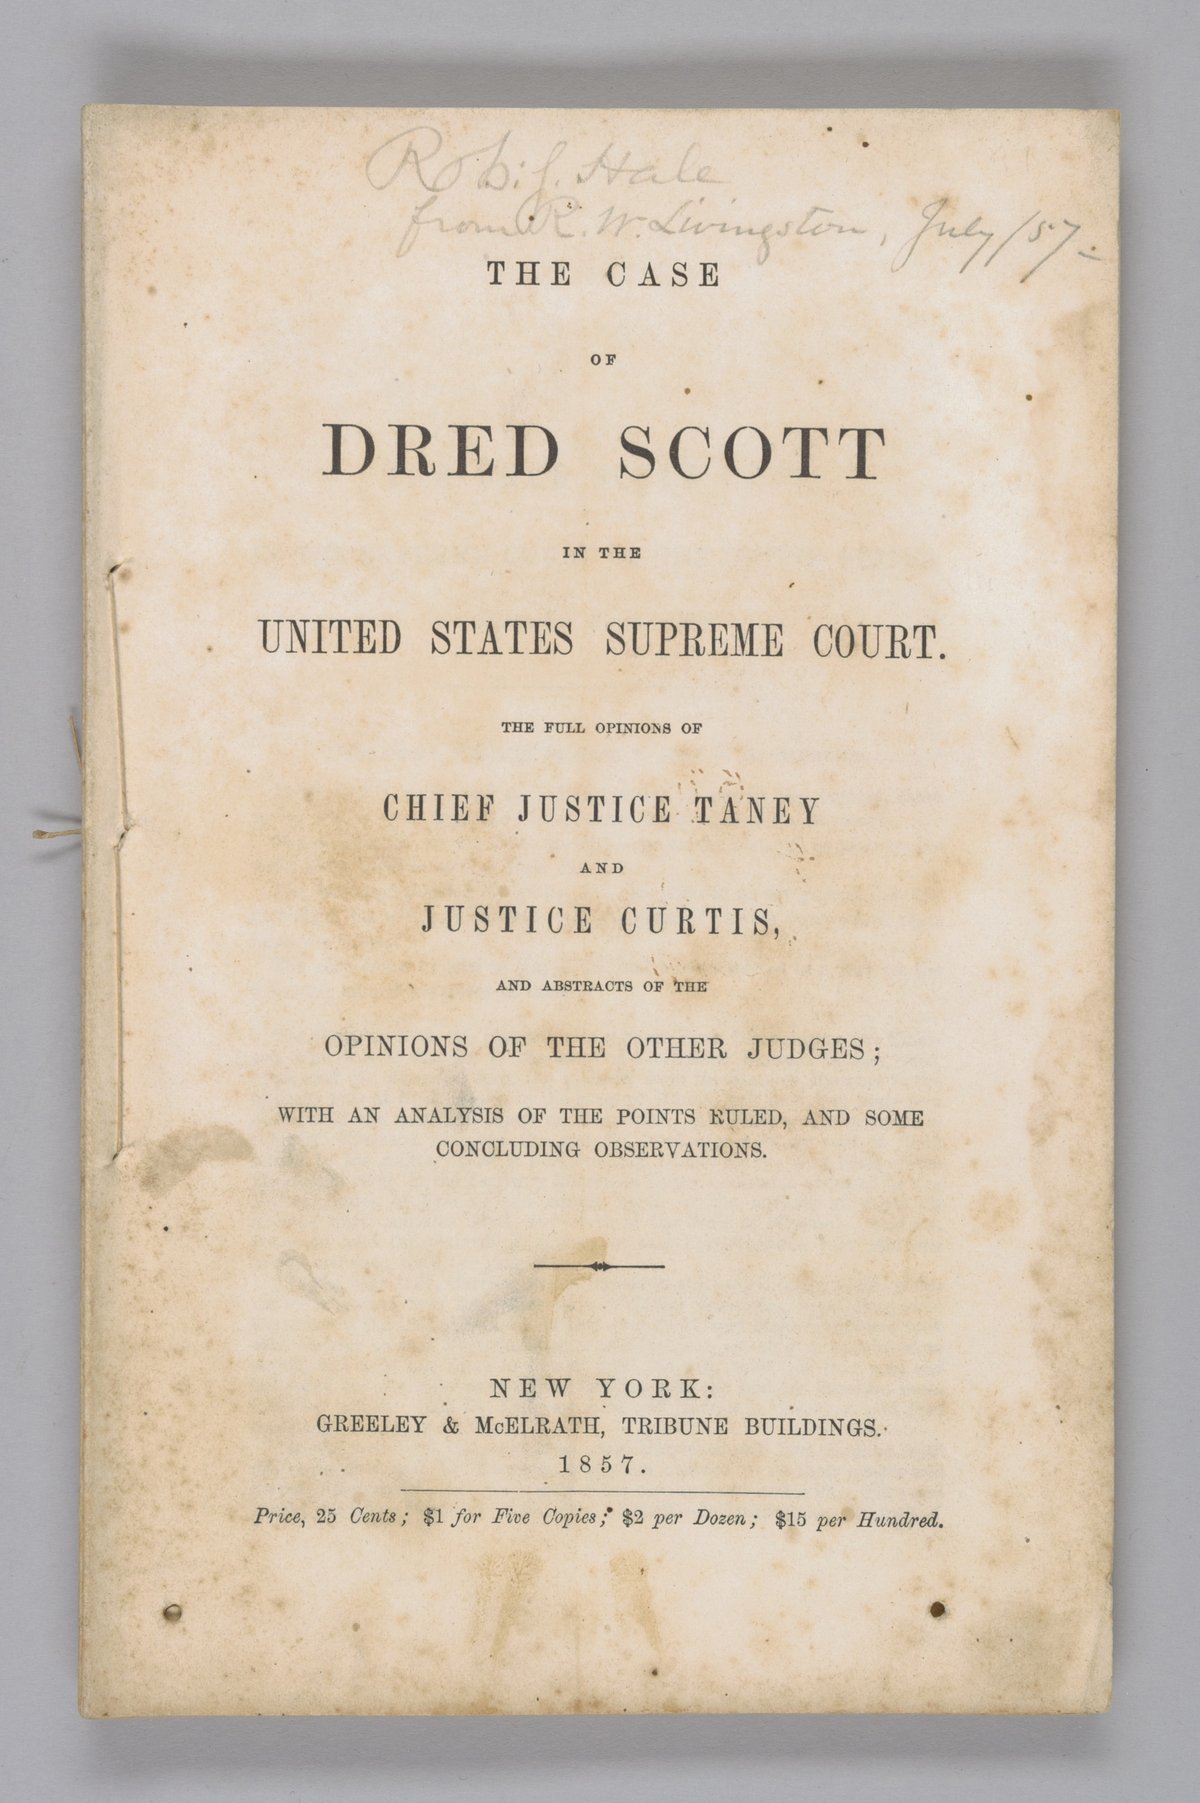 Robt. S. Hale
from R. W. Livingston, July /57.
THE CASE
OF
DRED SCOTT
IN THE
UNITED STATES SUPREME COURT.
THE FULL OPINIONS OF
CHIEF JUSTICE TANEY
AND
JUSTICE CURTIS,
AND ABSTRACTS OF THE
OPINIONS OF THE OTHER JUDGES;
WITH AN ANALYSIS OF THE POINTS RULED, AND SOME
CONCLUDING OBSERVATIONS.
NEW YORK:
GREELEY & McELRATH, TRIBUNE BUILDINGS.
1857.
Price, 25 Cents; $1 for Five Copies; $2 per Dozen; $15 per Hundred.